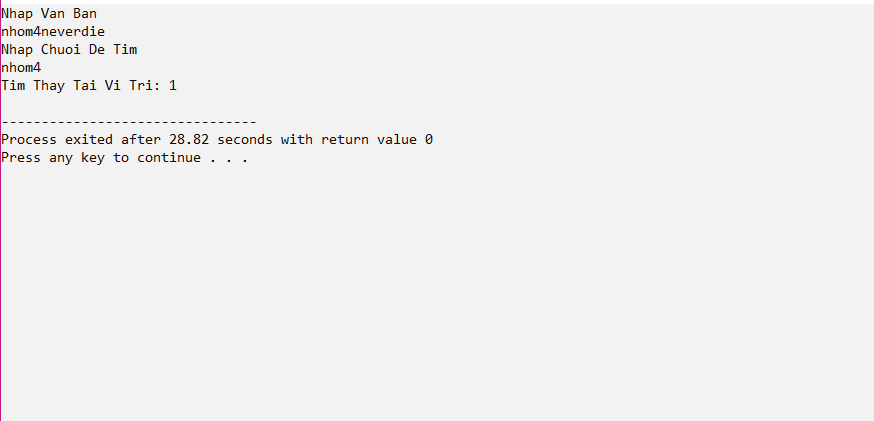 Nhap Van Ban
nhom4neverdie
Nhap Chuoi De Tim
nhom4
Tim Thay Tai Vi Tri: 1
--------------------------------
Process exited after 28.82 seconds with return value 0
Press any key to continue . . .